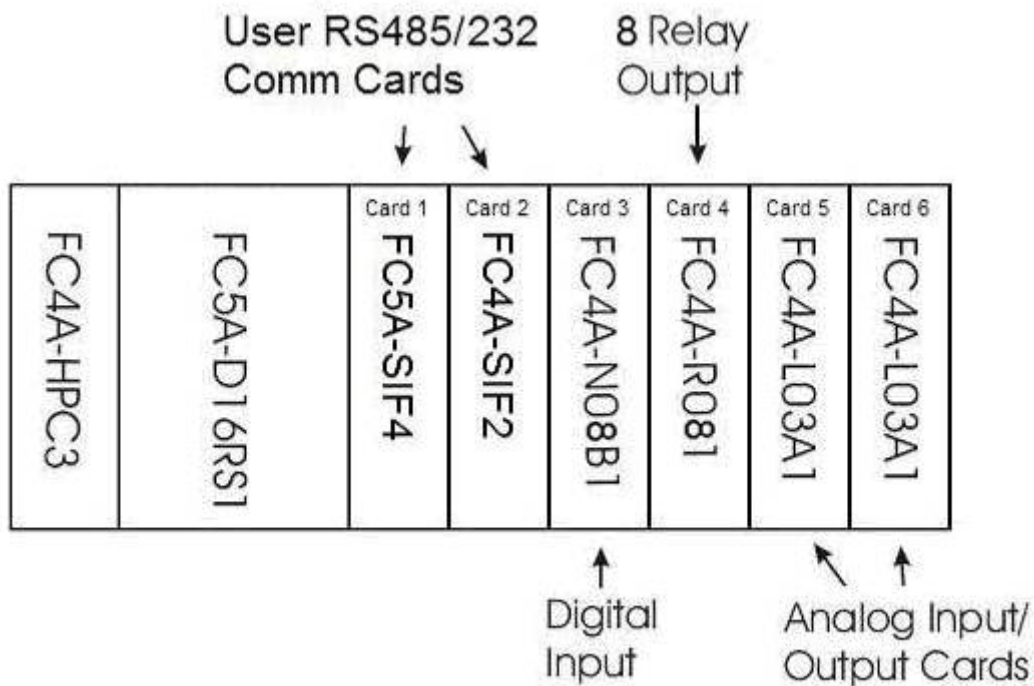 User RS485/232
Comm Cards
8 Relay
Output
FC4A-HPC3
FC5A-D16RS1
Card 1
FC5A-SIF4
Card 2
FC4A-SIF2
Card 3
FC4A-N08B1
Card 4
FC4A-R081
Card 5
FC4A-L03A1
Card 6
FC4A-L03A1
Digital
Input
Analog Input/
Output Cards